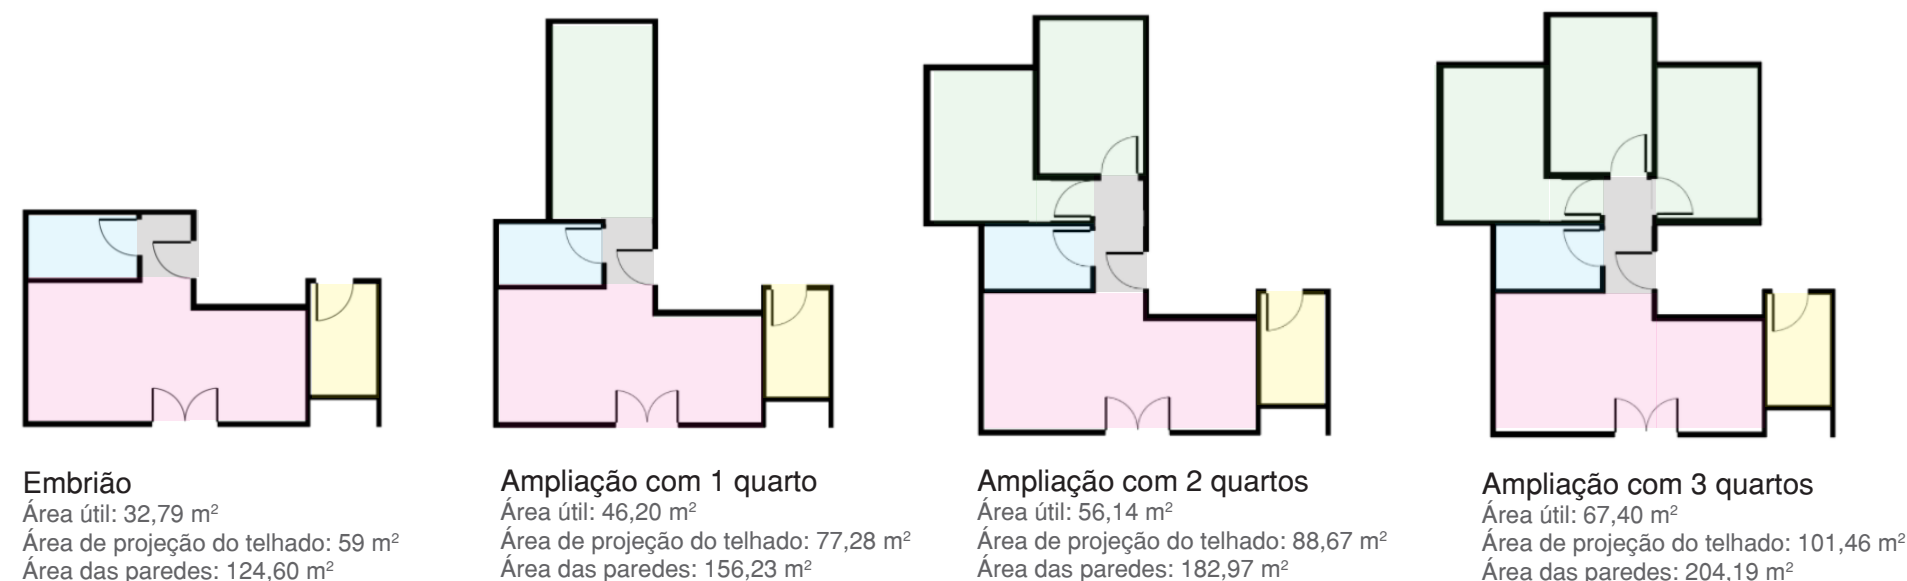 Embrião
Área útil: 32,79 m²
Área de projeção do telhado: 59 m²
Área das paredes: 124,60 m²
Ampliação com 1 quarto
Área útil: 46,20 m²
Área de projeção do telhado: 77,28 m²
Área das paredes: 156,23 m²
Ampliação com 2 quartos
Área útil: 56,14 m²
Área de projeção do telhado: 88,67 m²
Área das paredes: 182,97 m²
Ampliação com 3 quartos
Área útil: 67,40 m²
Área de projeção do telhado: 101,46 m²
Área das paredes: 204,19 m²